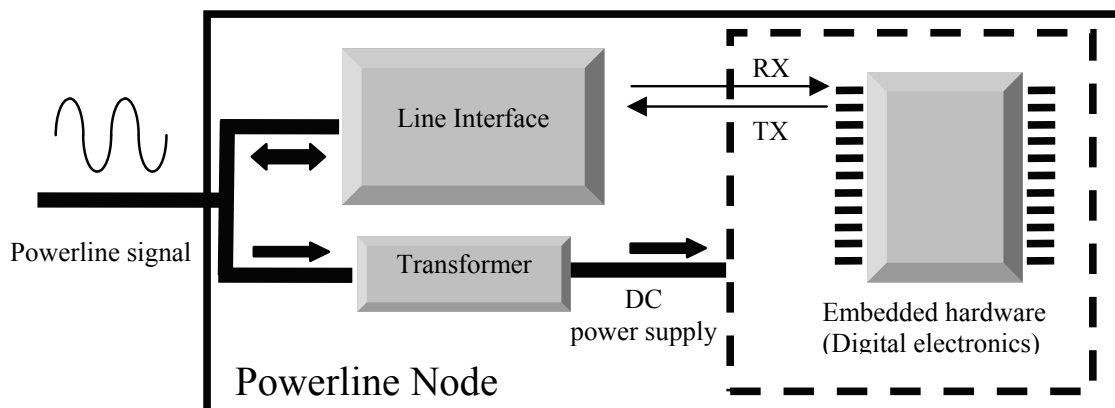 RX
Line Interface
TX
Powerline signal
Transformer
DC
power supply
Embedded hardware
(Digital electronics)
Powerline Node